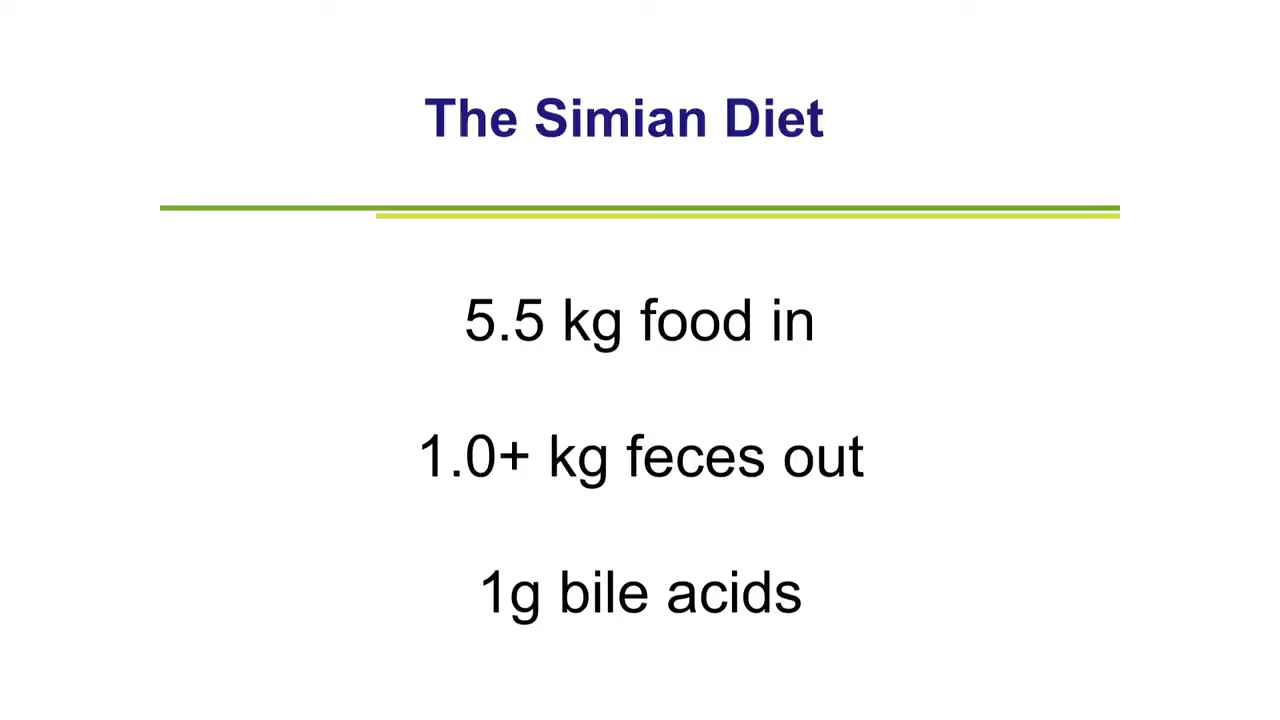 The Simian Diet
5.5 kg food in
1.0+ kg feces out
1g bile acids